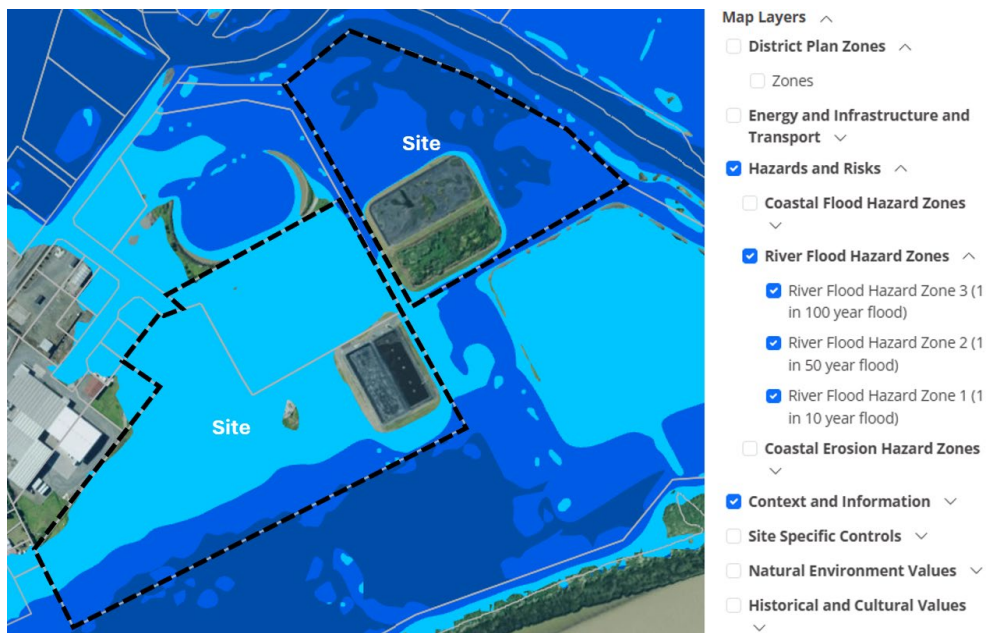 Site
Site
Map Layers
District Plan Zones
Zones
Energy and Infrastructure and
Transport
Hazards and Risks
Coastal Flood Hazard Zones
River Flood Hazard Zones
River Flood Hazard Zone 3 (1
in 100 year flood)
River Flood Hazard Zone 2 (1
in 50 year flood)
River Flood Hazard Zone 1 (1
in 10 year flood)
Coastal Erosion Hazard Zones
Context and Information
Site Specific Controls
Natural Environment Values
Historical and Cultural Values